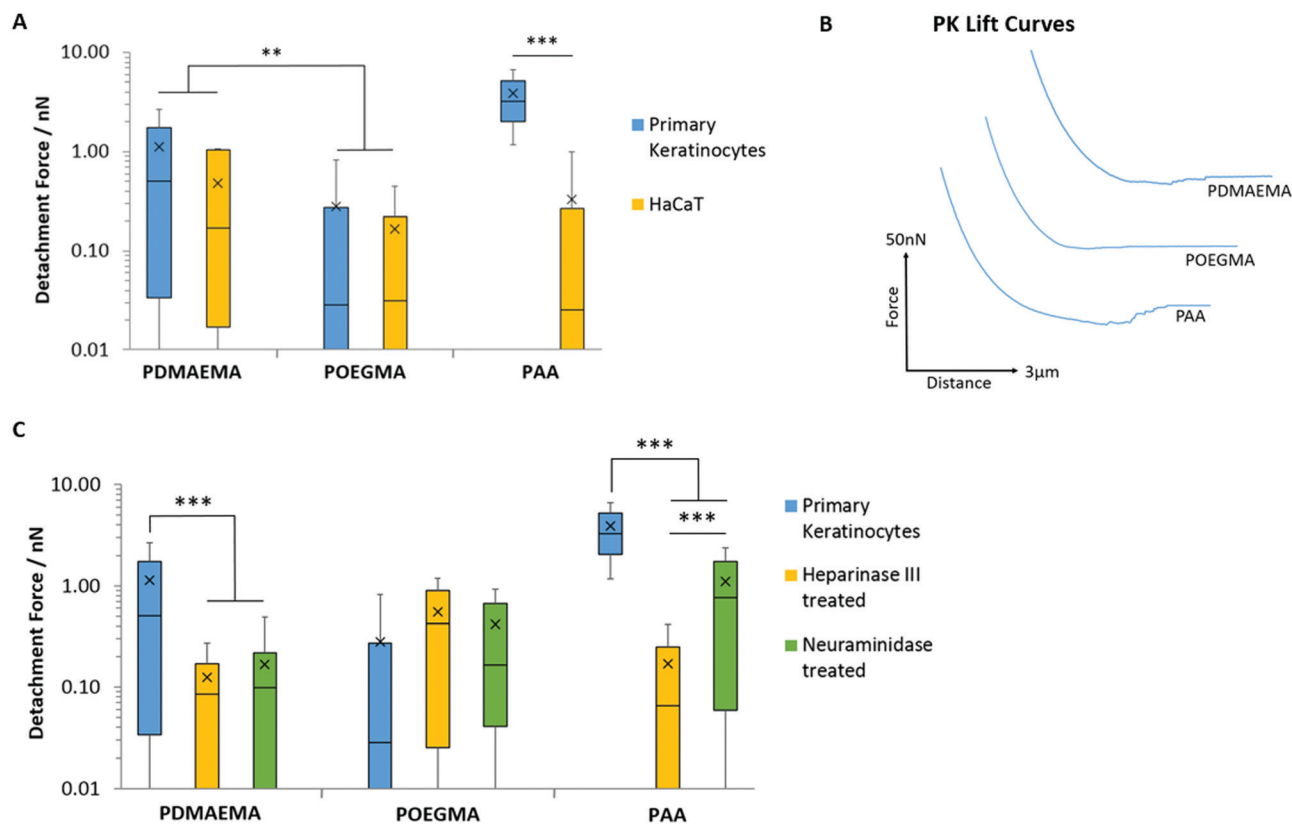 A
Detachment Force / nN
10.00
1.00
0.10
0.01
**
***
PDMAEMA
POEGMA
PAA
Primary
Keratinocytes
HaCaT
B
PK Lift Curves
PDMAEMA
POEGMA
PAA
50nN
Force
Distance
3μm
C
Detachment Force / nN
10.00
1.00
0.10
0.01
***
***
***
PDMAEMA
POEGMA
PAA
Primary
Keratinocytes
Heparinase III
treated
Neuraminidase
treated